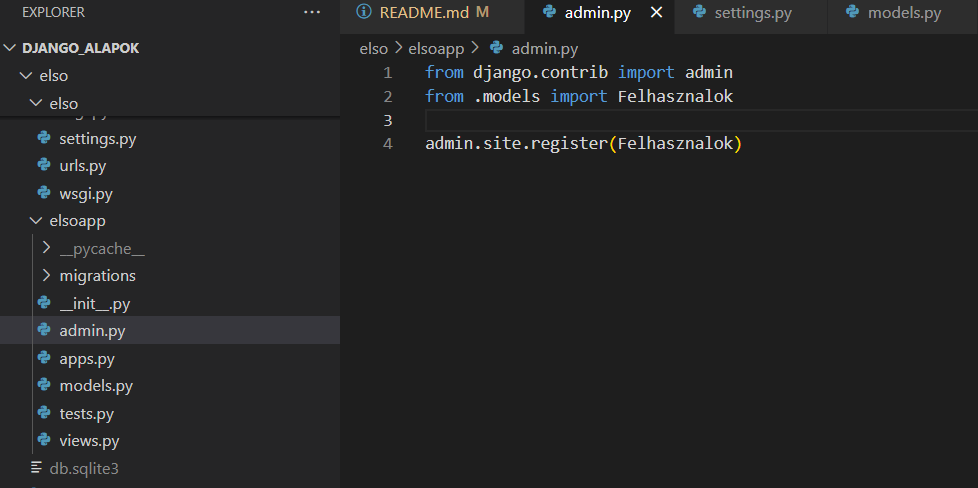 EXPLORER ···
DJANGO_ALAPOK
elso
elso
settings.py
urls.py
wsgi.py
elsoapp
__pycache__
migrations
__init__.py
admin.py
apps.py
models.py
tests.py
views.py
db.sqlite3
README.md M admin.py settings.py models.py
elso > elsoapp > admin.py
1 from django.contrib import admin
2 from .models import Felhasznalok
3
4 admin.site.register(Felhasznalok)